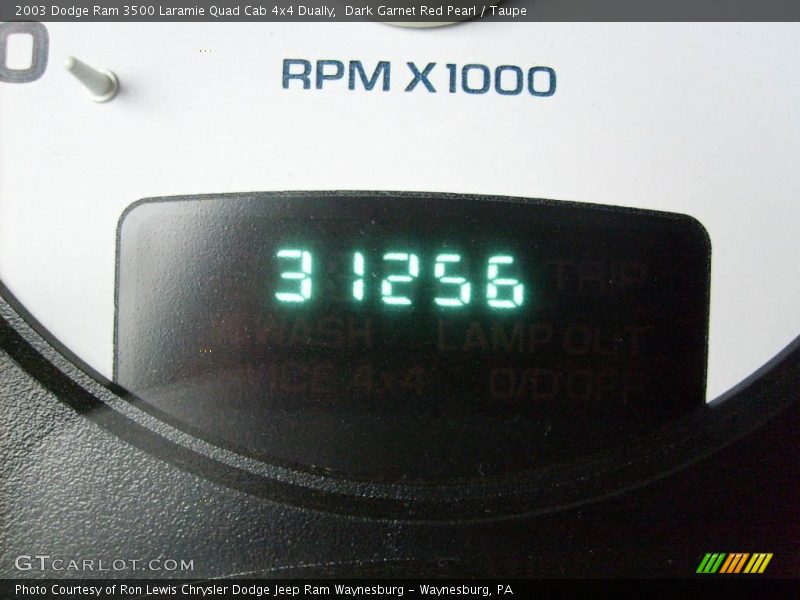 2003 Dodge Ram 3500 Laramie Quad Cab 4x4 Dually,  Dark Garnet Red Pearl / Taupe
0
RPM X1000
31256
TRIP
WASH LAMP OUT
4x4 O/D OFF
GTCARLOT.COM
Photo Courtesy of Ron Lewis Chrysler Dodge Jeep Ram Waynesburg - Waynesburg, PA